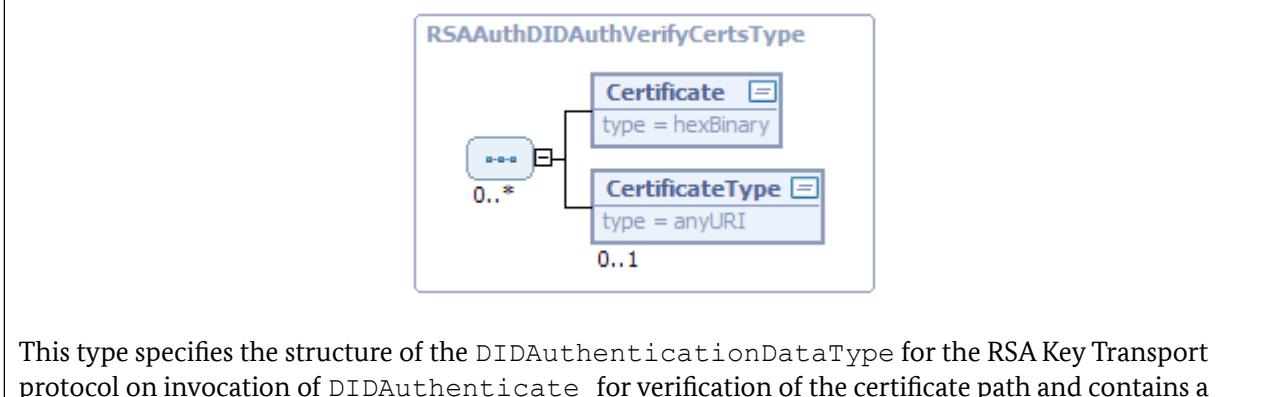 RSAAuthDIDAuthVerifyCertsType
Certificate
type = hexBinary
0..*
CertificateType
type = anyURI
0..1
This type specifies the structure of the DIDAuthenticationDataType for the RSA Key Transport
protocol on invocation of DIDAuthenticate for verification of the certificate path and contains a